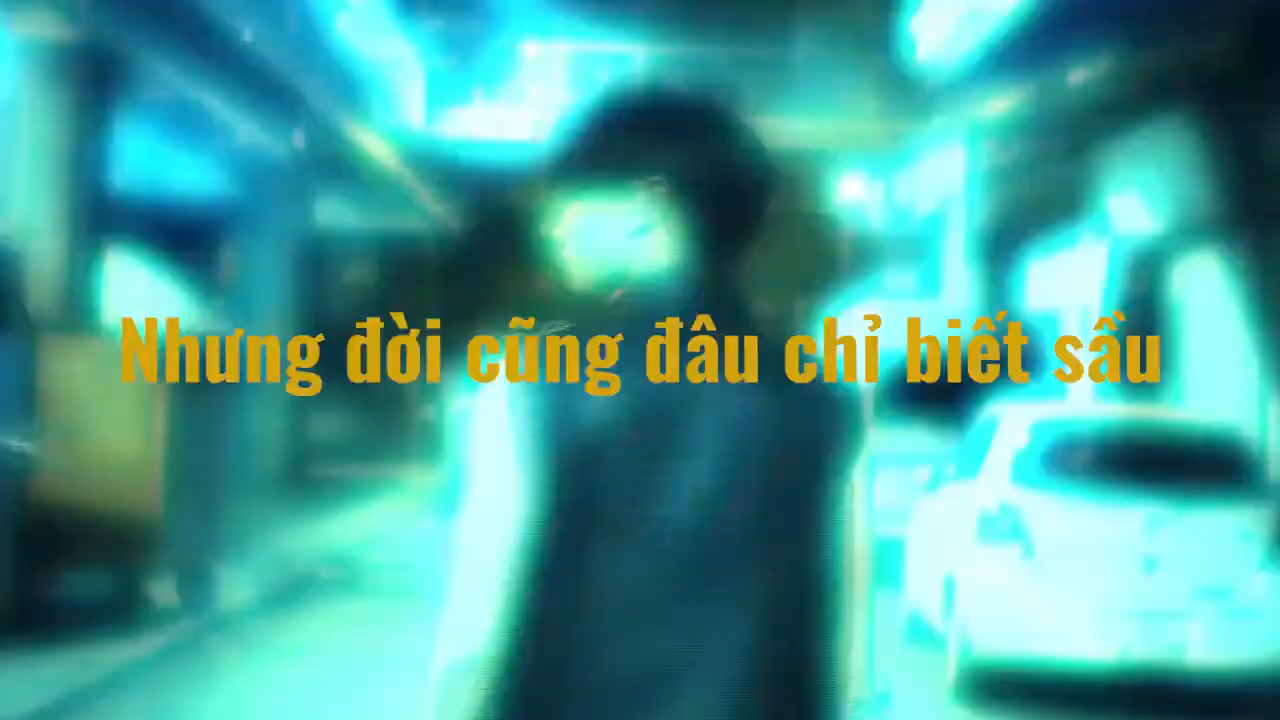 Nhưng đời cũng đâu chỉ biết sầu